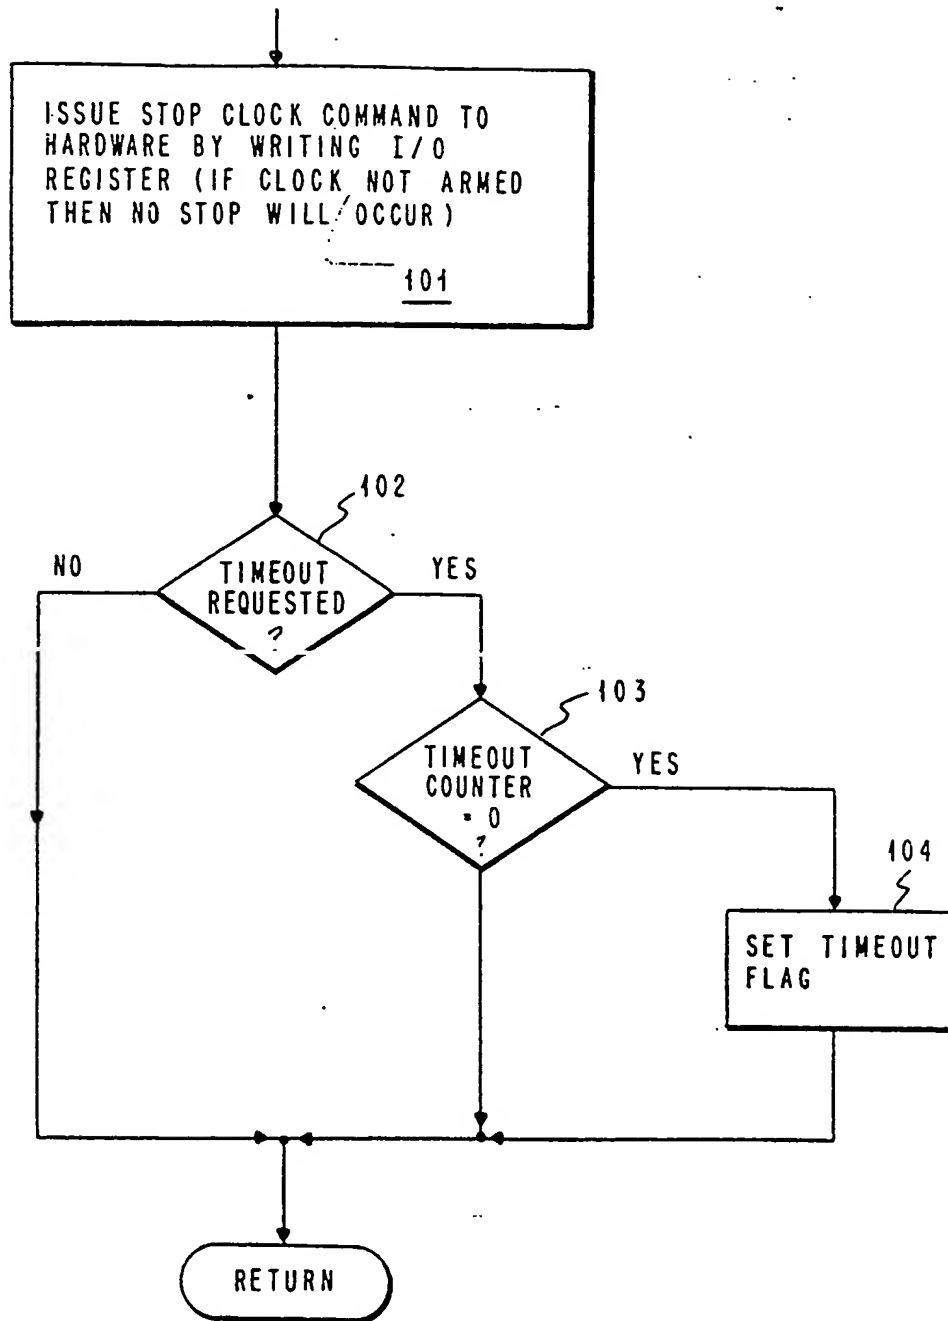 ISSUE STOP CLOCK COMMAND TO
HARDWARE BY WRITING I/O
REGISTER (IF CLOCK NOT ARMED
THEN NO STOP WILL OCCUR)
101
102
NO
YES
TIMEOUT
REQUESTED
?
103
TIMEOUT
COUNTER
= 0
?
YES
104
SET TIMEOUT
FLAG
RETURN